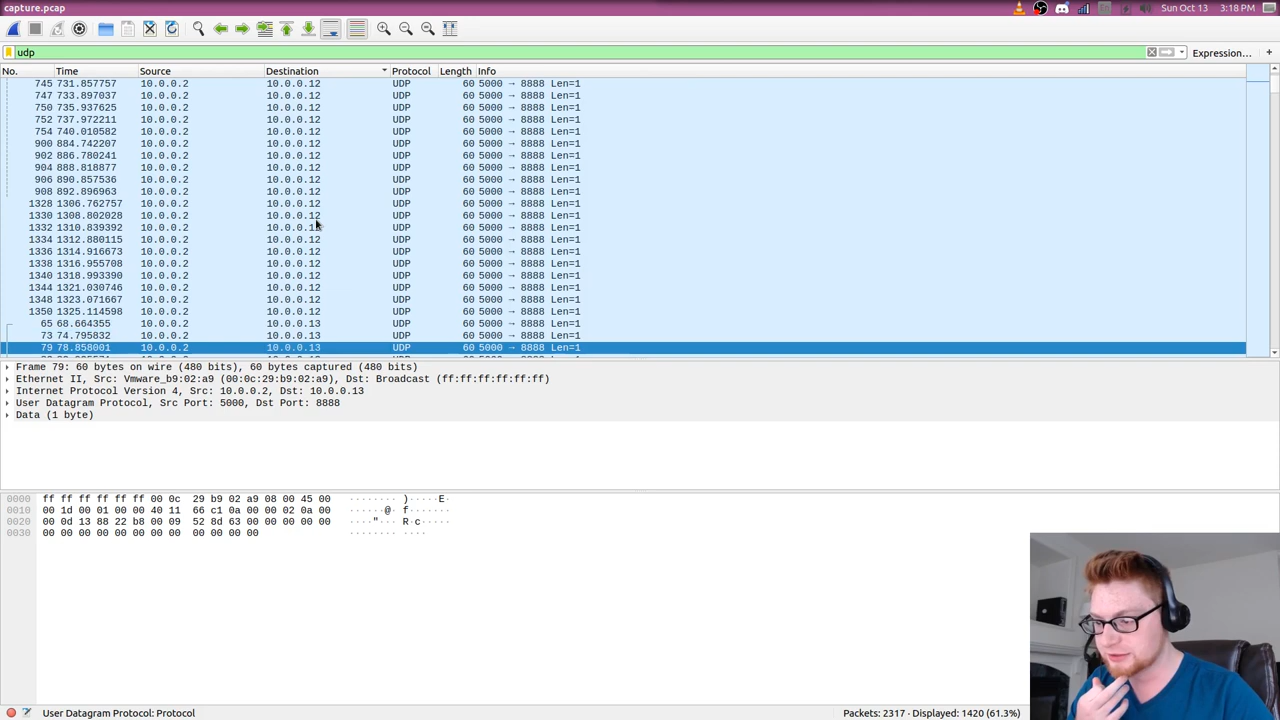 capture.pcap Sun Oct 13 3:18 PM
udp Expression… +
No. Time Source Destination Protocol Length Info
745 731.857757 10.0.0.2 10.0.0.12 UDP 60 5000 → 8888 Len=1
747 733.897037 10.0.0.2 10.0.0.12 UDP 60 5000 → 8888 Len=1
750 735.937625 10.0.0.2 10.0.0.12 UDP 60 5000 → 8888 Len=1
752 737.972211 10.0.0.2 10.0.0.12 UDP 60 5000 → 8888 Len=1
754 740.010582 10.0.0.2 10.0.0.12 UDP 60 5000 → 8888 Len=1
900 884.742207 10.0.0.2 10.0.0.12 UDP 60 5000 → 8888 Len=1
902 886.780241 10.0.0.2 10.0.0.12 UDP 60 5000 → 8888 Len=1
904 888.818877 10.0.0.2 10.0.0.12 UDP 60 5000 → 8888 Len=1
906 890.857536 10.0.0.2 10.0.0.12 UDP 60 5000 → 8888 Len=1
908 892.896963 10.0.0.2 10.0.0.12 UDP 60 5000 → 8888 Len=1
1328 1306.762757 10.0.0.2 10.0.0.12 UDP 60 5000 → 8888 Len=1
1330 1308.802028 10.0.0.2 10.0.0.12 UDP 60 5000 → 8888 Len=1
1332 1310.839392 10.0.0.2 10.0.0.12 UDP 60 5000 → 8888 Len=1
1334 1312.880115 10.0.0.2 10.0.0.12 UDP 60 5000 → 8888 Len=1
1336 1314.916673 10.0.0.2 10.0.0.12 UDP 60 5000 → 8888 Len=1
1338 1316.955708 10.0.0.2 10.0.0.12 UDP 60 5000 → 8888 Len=1
1340 1318.993390 10.0.0.2 10.0.0.12 UDP 60 5000 → 8888 Len=1
1344 1321.030746 10.0.0.2 10.0.0.12 UDP 60 5000 → 8888 Len=1
1348 1323.071667 10.0.0.2 10.0.0.12 UDP 60 5000 → 8888 Len=1
1350 1325.114598 10.0.0.2 10.0.0.12 UDP 60 5000 → 8888 Len=1
65 68.664355 10.0.0.2 10.0.0.13 UDP 60 5000 → 8888 Len=1
73 74.795832 10.0.0.2 10.0.0.13 UDP 60 5000 → 8888 Len=1
79 78.858001 10.0.0.2 10.0.0.13 UDP 60 5000 → 8888 Len=1
Frame 79: 60 bytes on wire (480 bits), 60 bytes captured (480 bits)
Ethernet II, Src: Vmware_b9:02:a9 (00:0c:29:b9:02:a9), Dst: Broadcast (ff:ff:ff:ff:ff:ff)
Internet Protocol Version 4, Src: 10.0.0.2, Dst: 10.0.0.13
User Datagram Protocol, Src Port: 5000, Dst Port: 8888
Data (1 byte)
0000 ff ff ff ff ff ff 00 0c 29 b9 02 a9 08 00 45 00 ········ )·····E·
0010 00 1d 00 01 00 00 40 11 66 c1 0a 00 00 02 0a 00 ······@· f·······
0020 00 0d 13 88 22 b8 00 09 52 8d 63 00 00 00 00 00 ····"··· R·c·····
0030 00 00 00 00 00 00 00 00 00 00 00 00 ········ ····
User Datagram Protocol: Protocol Packets: 2317 · Displayed: 1420 (61.3%)